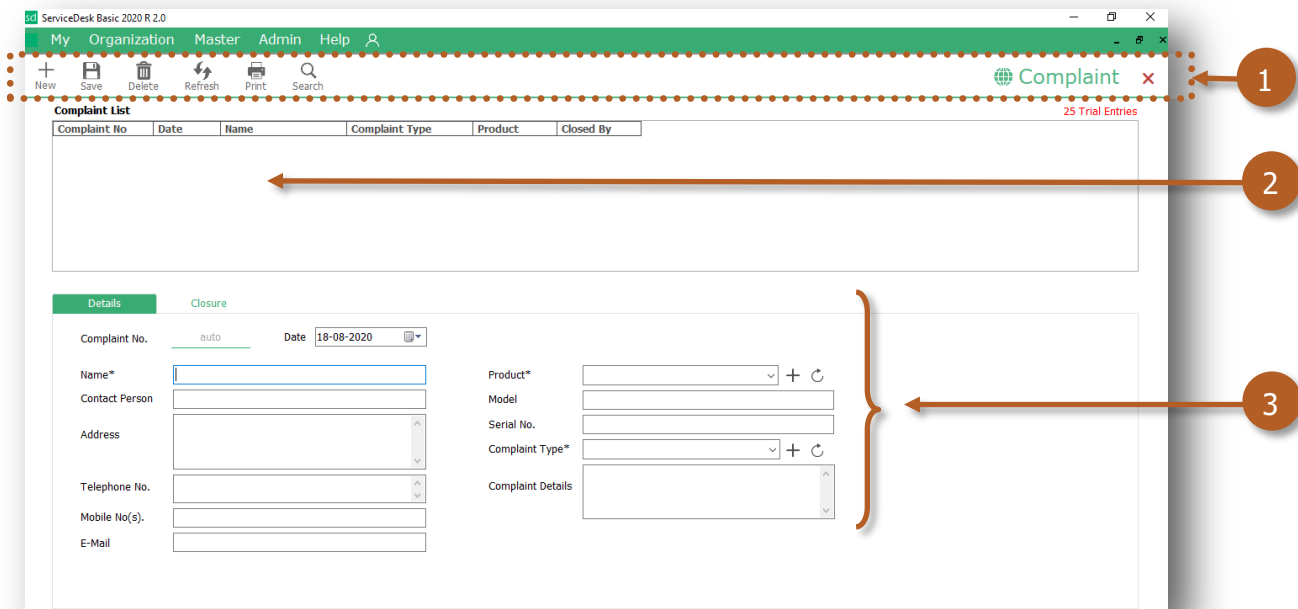 sd ServiceDesk Basic 2020 R 2.0
My Organization Master Admin Help
New Save Delete Refresh Print Search Complaint
1
Complaint List 25 Trial Entries
Complaint No Date Name Complaint Type Product Closed By
2
Details Closure
Complaint No. auto Date 18-08-2020
Name* Product*
Contact Person Model
Serial No.
Address
Complaint Type*
3
Telephone No. Complaint Details
Mobile No(s).
E-Mail